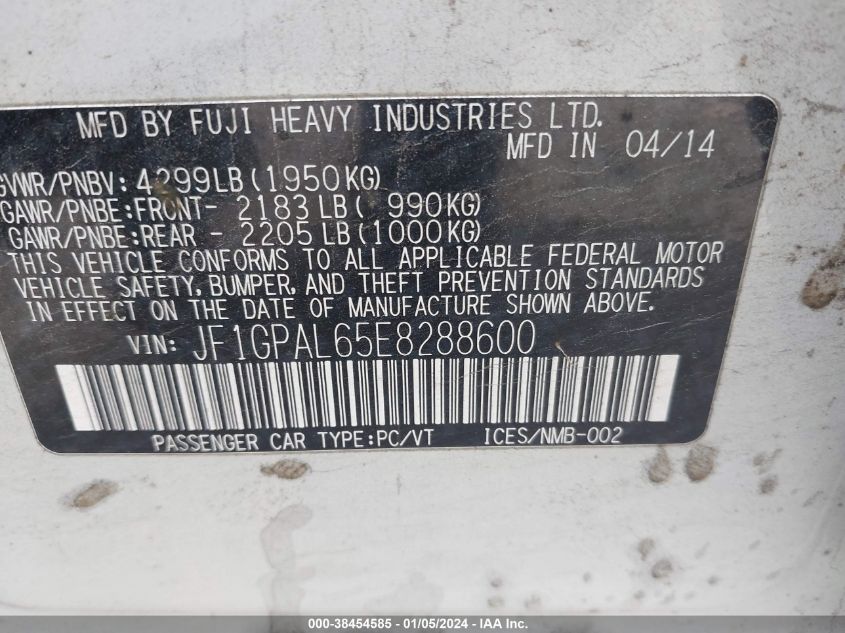 MFD BY FUJI HEAVY INDUSTRIES LTD.
MFD IN 04/14
GVWR/PNBV: 4299LB (1950KG)
GAWR/PNBE:FRONT- 2183 LB ( 990KG)
GAWR/PNBE:REAR - 2205 LB (1000KG)
THIS VEHICLE CONFORMS TO ALL APPLICABLE FEDERAL MOTOR
VEHICLE SAFETY, BUMPER, AND THEFT PREVENTION STANDARDS
IN EFFECT ON THE DATE OF MANUFACTURE SHOWN ABOVE.
VIN: JF1GPAL65E8288600
PASSENGER CAR TYPE:PC/VT ICES/NMB-002
000-38454585 - 01/05/2024 - IAA, Inc.